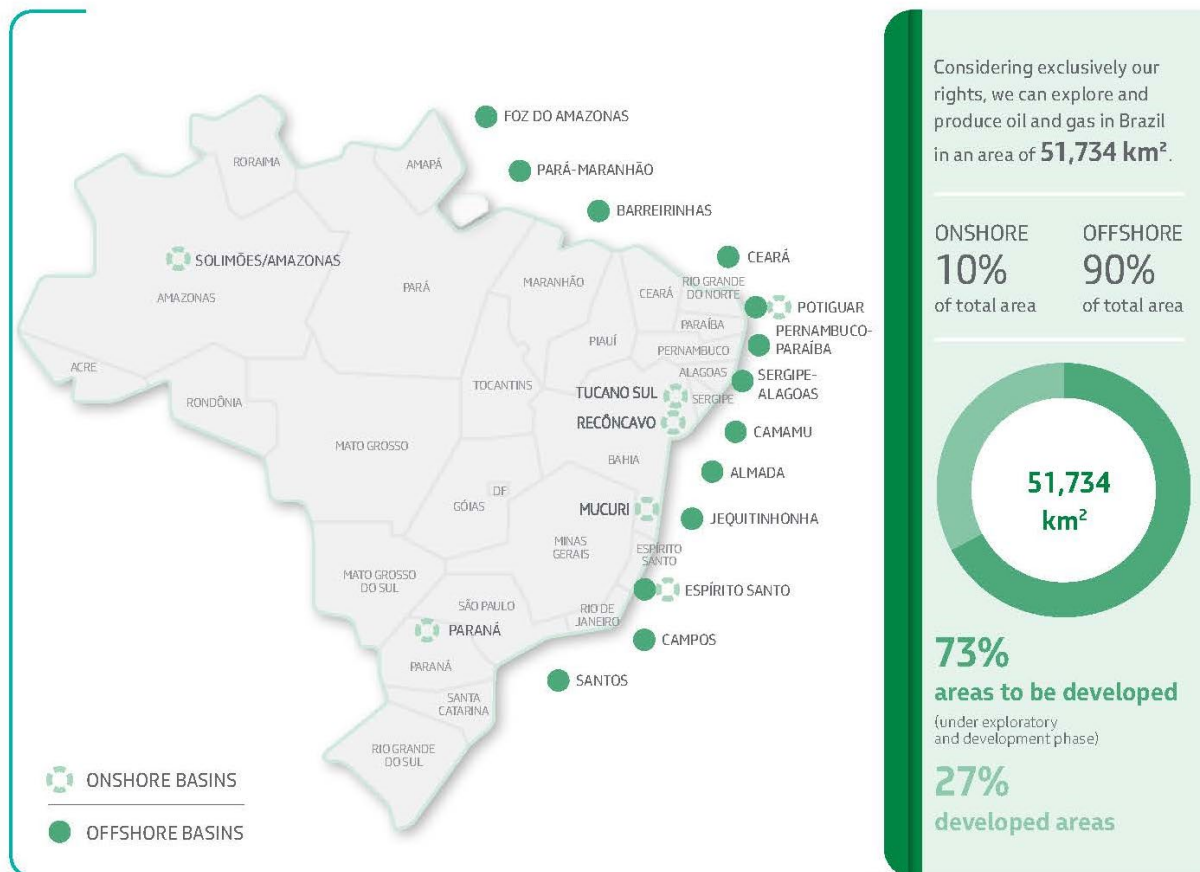 FOZ DO AMAZONAS
RORAIMA
AMAPÁ
PARÁ-MARANHÃO
BARREIRINHAS
SOLIMÕES/AMAZONAS
CEARÁ
AMAZONAS
PARÁ
MARANHÃO
CEARÁ
RIO GRANDE
DO NORTE
POTIGUAR
PARAÍBA
PERNAMBUCO-
PARAÍBA
PIAUÍ
PERNAMBUCO
ACRE
ALAGOAS
SERGIPE-
ALAGOAS
TOCANTINS
TUCANO SUL
SERGIPE
RONDÔNIA
RECÔNCAVO
CAMAMU
MATO GROSSO
BAHIA
ALMADA
DF
GÓIAS
MUCURI
JEQUITINHONHA
MINAS
GERAIS
ESPÍRITO
SANTO
MATO GROSSO
DO SUL
ESPÍRITO SANTO
SÃO PAULO
RIO DE
JANEIRO
PARANÁ
CAMPOS
PARANÁ
SANTOS
SANTA
CATARINA
RIO GRANDE
DO SUL
ONSHORE BASINS
OFFSHORE BASINS
Considering exclusively our
rights, we can explore and
produce oil and gas in Brazil
in an area of 51,734 km².
ONSHORE
10%
of total area
OFFSHORE
90%
of total area
51,734
km²
73%
areas to be developed
(under exploratory
and development phase)
27%
developed areas